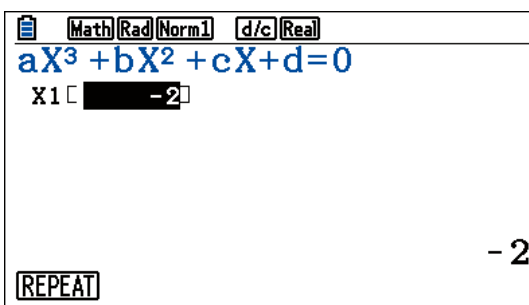 Math Rad Norm1 d/c Real
aX³ +bX² +cX+d=0
X1[ -2]
-2
REPEAT